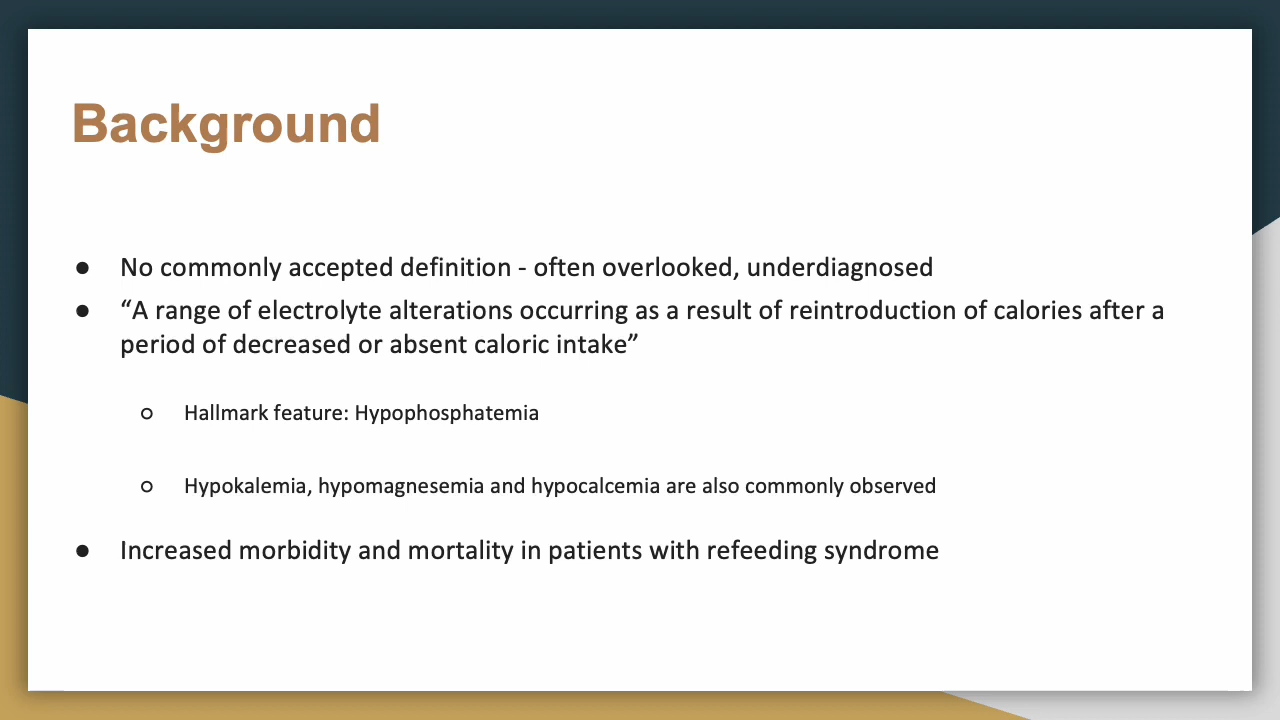 Background
● No commonly accepted definition - often overlooked, underdiagnosed
● “A range of electrolyte alterations occurring as a result of reintroduction of calories after a
period of decreased or absent caloric intake”
○ Hallmark feature: Hypophosphatemia
○ Hypokalemia, hypomagnesemia and hypocalcemia are also commonly observed
● Increased morbidity and mortality in patients with refeeding syndrome